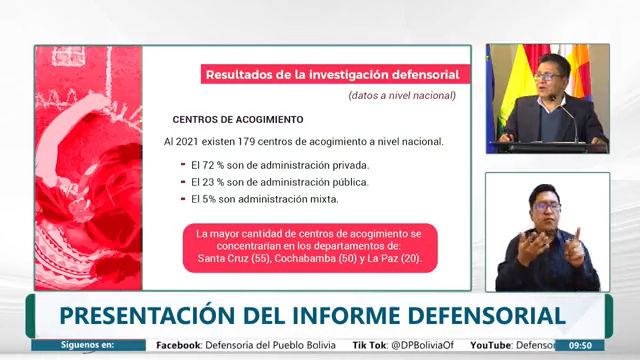 Resultados de la investigación defensorial
(datos a nivel nacional)
CENTROS DE ACOGIMIENTO
Al 2021 existen 179 centros de acogimiento a nivel nacional.
- El 72 % son de administración privada.
- El 23 % son de administración pública.
- El 5% son administración mixta.
La mayor cantidad de centros de acogimiento se
concentrarían en los departamentos de:
Santa Cruz (55), Cochabamba (50) y La Paz (20).
PRESENTACIÓN DEL INFORME DEFENSORIAL
Síguenos en: Facebook: Defensoría del Pueblo Bolivia Tik Tok: @DPBoliviaOf YouTube: Defensor 09:50